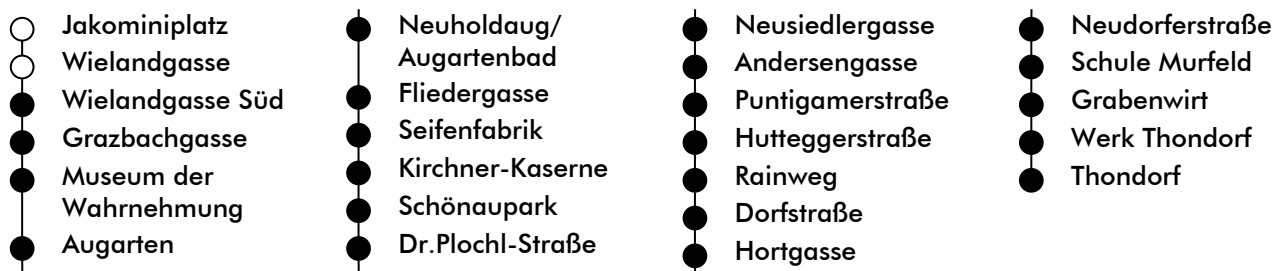 Jakominiplatz
Wielandgasse
Wielandgasse Süd
Grazbachgasse
Museum der
Wahrnehmung
Augarten
Neuholdaug/
Augartenbad
Fliedergasse
Seifenfabrik
Kirchner-Kaserne
Schönaupark
Dr.Plochl-Straße
Neusiedlergasse
Andersengasse
Puntigamerstraße
Hutteggerstraße
Rainweg
Dorfstraße
Hortgasse
Neudorferstraße
Schule Murfeld
Grabenwirt
Werk Thondorf
Thondorf